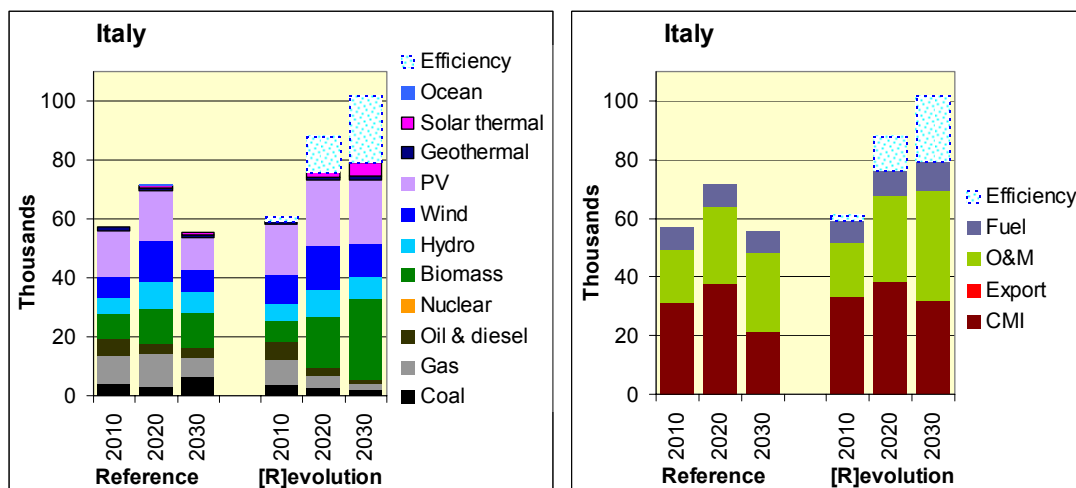 Italy
Thousands
100
80
60
40
20
0
2010
2020
2030
2010
2020
2030
Reference
[R]evolution
Efficiency
Ocean
Solar thermal
Geothermal
PV
Wind
Hydro
Biomass
Nuclear
Oil & diesel
Gas
Coal
Italy
Thousands
100
80
60
40
20
0
2010
2020
2030
2010
2020
2030
Reference
[R]evolution
Efficiency
Fuel
O&M
Export
CMI